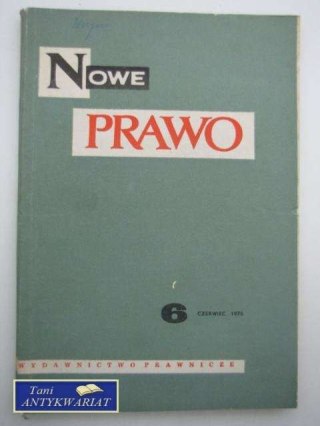 NOWE
PRAWO
6 CZERWIEC
WYDAWNICTWO PRAWNICZE
Tani
ANTYKWARIAT